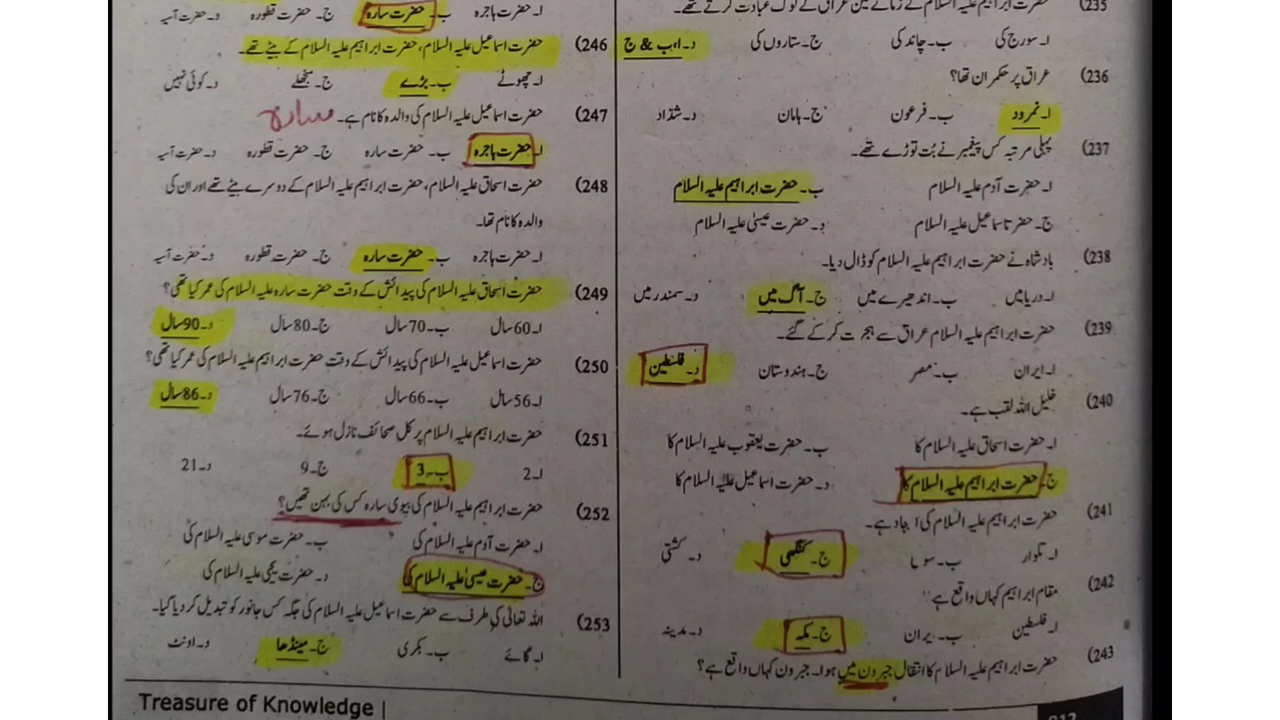 235) حضرت ابراہیم علیہ السلام کے زمانے میں عراق کے لوگ عبادت کرتے تھے۔
ا۔ سورج کی ب۔ چاند کی ج۔ ستاروں کی د۔ ا، ب & ج
236) عراق پر حکمران تھا؟
ا۔ نمرود ب۔ فرعون ج۔ ہامان د۔ شداد
237) پہلی مرتبہ کس پیغمبر نے بُت توڑے تھے۔
ا۔ حضرت آدم علیہ السلام ب۔ حضرت ابراہیم علیہ السلام
ج۔ حضرت اسماعیل علیہ السلام د۔ حضرت عیسیٰ علیہ السلام
238) بادشاہ نے حضرت ابراہیم علیہ السلام کو ڈال دیا۔
ا۔ دریا میں ب۔ اندھیرے میں ج۔ آگ میں د۔ سمندر میں
239) حضرت ابراہیم علیہ السلام عراق سے ہجرت کر کے گئے۔
ا۔ ایران ب۔ مصر ج۔ ہندوستان د۔ فلسطین
240) خلیل اللہ لقب ہے۔
ا۔ حضرت اسحاق علیہ السلام کا ب۔ حضرت یعقوب علیہ السلام کا
ج۔ حضرت ابراہیم علیہ السلام کا د۔ حضرت اسماعیل علیہ السلام کا
241) حضرت ابراہیم علیہ السلام کی ایجاد ہے۔
ا۔ تلوار ب۔ ج۔ کنگھی د۔ کشتی
242) مقام ابراہیم کہاں واقع ہے
ا۔ فلسطین ب۔ ایران ج۔ مکہ د۔ مدینہ
243) حضرت ابراہیم علیہ السلام کا انتقال جبرون میں ہوا۔ جبرون کہاں واقع ہے؟
ا۔ حضرت ہاجرہ ب۔ حضرت سارہ ج۔ حضرت قطورہ د۔ حضرت آسیہ
246) حضرت اسماعیل علیہ السلام، حضرت ابراہیم علیہ السلام کے بیٹے تھے۔
ا۔ چھوٹے ب۔ بڑے ج۔ منجھلے د۔ کوئی نہیں
247) حضرت اسماعیل علیہ السلام کی والدہ کا نام ہے۔ سارہ
ا۔ حضرت ہاجرہ ب۔ حضرت سارہ ج۔ حضرت قطورہ د۔ حضرت آسیہ
248) حضرت اسحاق علیہ السلام، حضرت ابراہیم علیہ السلام کے دوسرے بیٹے تھے اور ان کی
والدہ کا نام تھا۔
ا۔ حضرت ہاجرہ ب۔ حضرت سارہ ج۔ حضرت قطورہ د۔ حضرت آسیہ
249) حضرت اسحاق علیہ السلام کی پیدائش کے وقت حضرت سارہ علیہ السلام کی عمر کیا تھی؟
ا۔ 60 سال ب۔ 70 سال ج۔ 80 سال د۔ 90 سال
250) حضرت اسماعیل علیہ السلام کی پیدائش کے وقت حضرت ابراہیم علیہ السلام کی عمر کیا تھی؟
ا۔ 56 سال ب۔ 66 سال ج۔ 76 سال د۔ 86 سال
251) حضرت ابراہیم علیہ السلام پر کل صحائف نازل ہوئے۔
ا۔ 2 ب۔ 3 ج۔ 9 د۔ 21
252) حضرت ابراہیم علیہ السلام کی بیوی سارہ کس کی بہن تھیں؟
ا۔ حضرت آدم علیہ السلام کی ب۔ حضرت موسی علیہ السلام کی
ج۔ حضرت عیسیٰ علیہ السلام کی د۔ حضرت یحیٰی علیہ السلام کی
253) اللہ تعالیٰ کی طرف سے حضرت اسماعیل علیہ السلام کی جگہ کس جانور کو تبدیل کر دیا گیا۔
ا۔ گائے ب۔ بکری ج۔ مینڈھا د۔ اونٹ
Treasure of Knowledge |